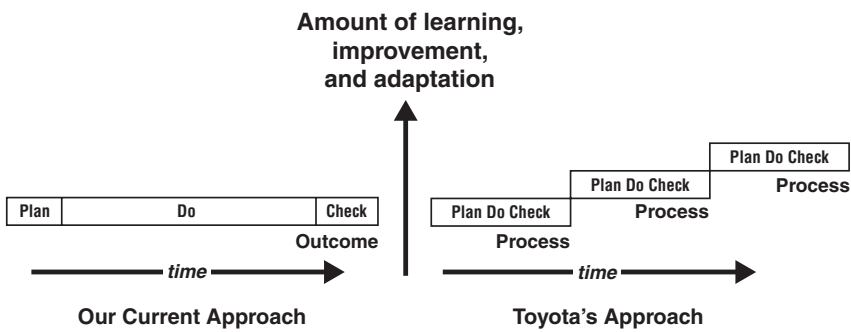 Amount of learning,
improvement,
and adaptation
Plan Do Check
Outcome
time
Our Current Approach
Plan Do Check
Process
Plan Do Check
Process
Plan Do Check
Process
time
Toyota's Approach